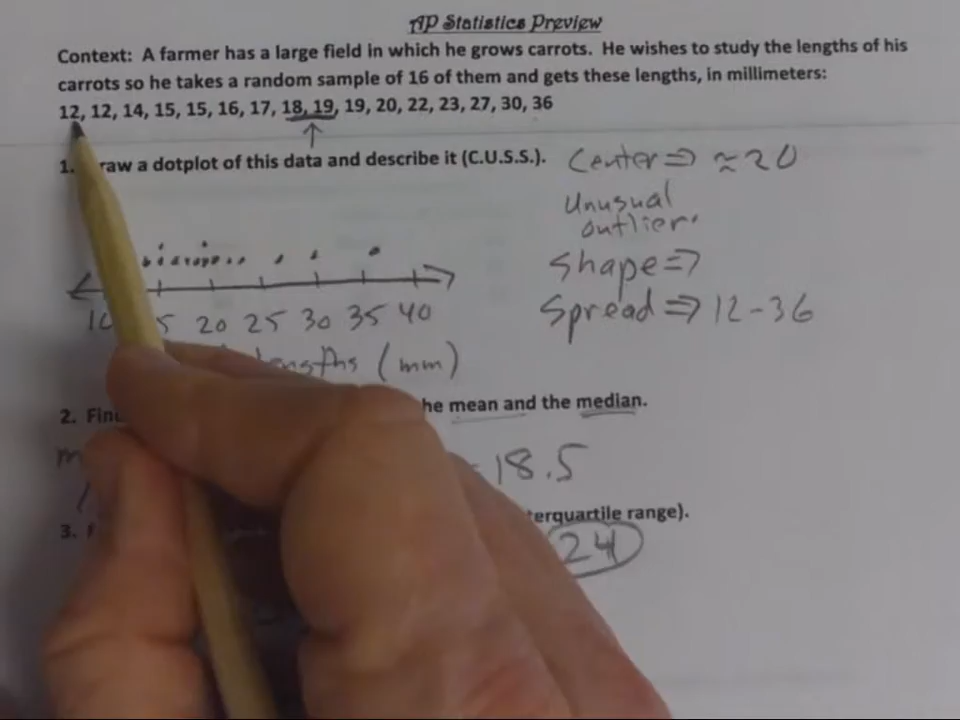 AP Statistics Preview
Context: A farmer has a large field in which he grows carrots. He wishes to study the lengths of his
carrots so he takes a random sample of 16 of them and gets these lengths, in millimeters:
12, 12, 14, 15, 15, 16, 17, 18, 19, 19, 20, 22, 23, 27, 30, 36
1. raw a dotplot of this data and describe it (C.U.S.S.). Center => ≈ 20
Unusual
outlier.
Shape =>
Spread => 12-36
20 25 30 35 40
lengths (mm)
2. Find he mean and the median.
18.5
3. terquartile range).
24